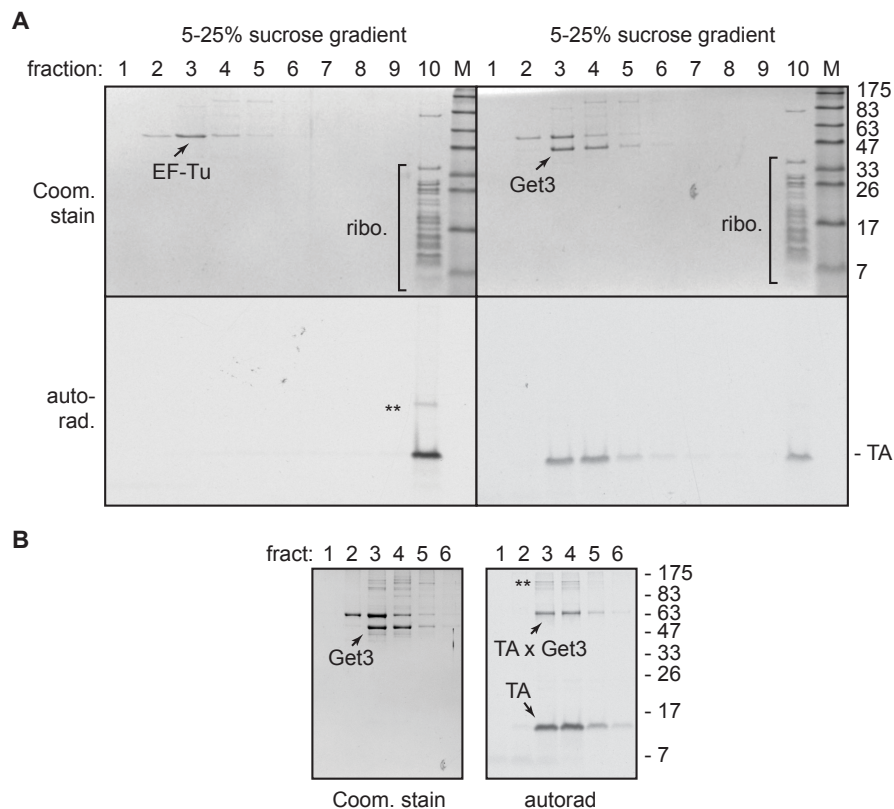 A
5-25% sucrose gradient 5-25% sucrose gradient
fraction: 1 2 3 4 5 6 7 8 9 10 M 1 2 3 4 5 6 7 8 9 10 M
175
83
63
47
33
26
17
7
EF-Tu
Get3
Coom.
stain
ribo.
ribo.
auto-
rad.
**
- TA
B
fract: 1 2 3 4 5 6 1 2 3 4 5 6
- 175
- 83
- 63
- 47
- 33
- 26
- 17
- 7
**
Get3
TA x Get3
TA
Coom. stain autorad